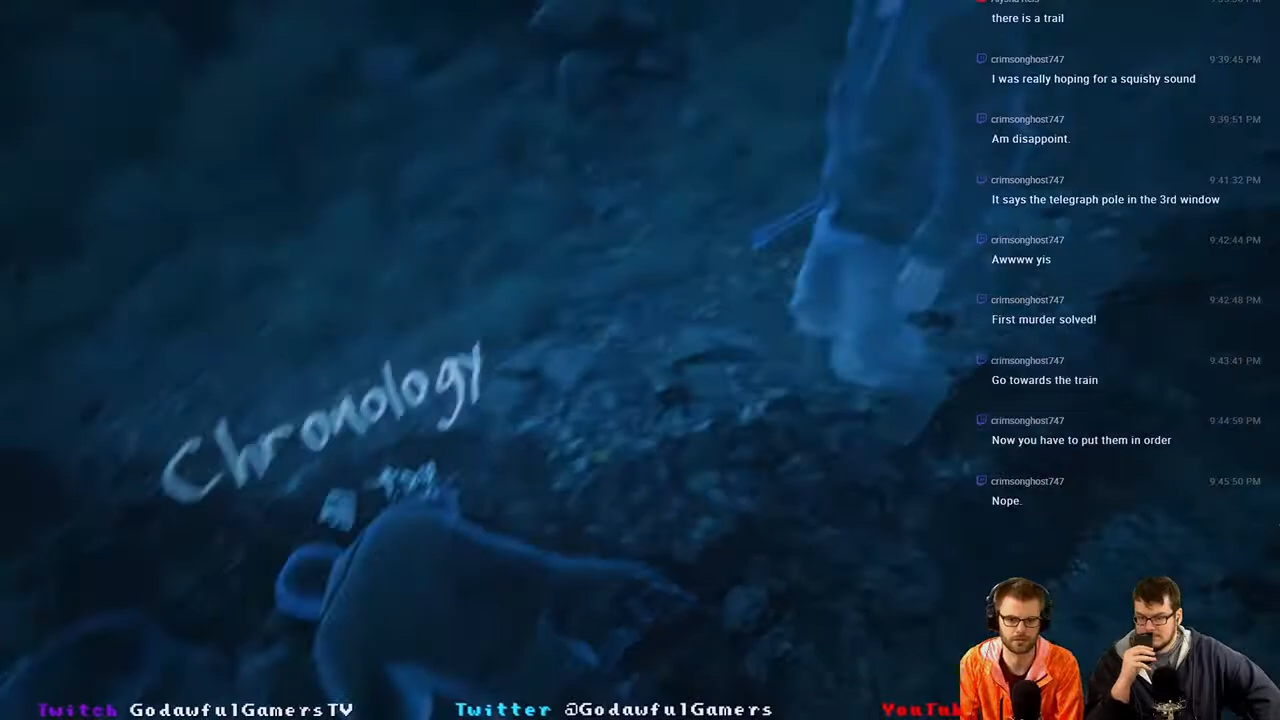 there is a trail
crimsonghost747 9:39:45 PM
I was really hoping for a squishy sound
crimsonghost747 9:39:51 PM
Am disappoint.
crimsonghost747 9:41:32 PM
It says the telegraph pole in the 3rd window
crimsonghost747 9:42:44 PM
Awwww yis
crimsonghost747 9:42:48 PM
First murder solved!
crimsonghost747 9:43:41 PM
Go towards the train
crimsonghost747 9:44:59 PM
Now you have to put them in order
crimsonghost747 9:45:50 PM
Nope.
Chronology
Twitch GodawfulGamersTV Twitter @GodawfulGamers YouTub